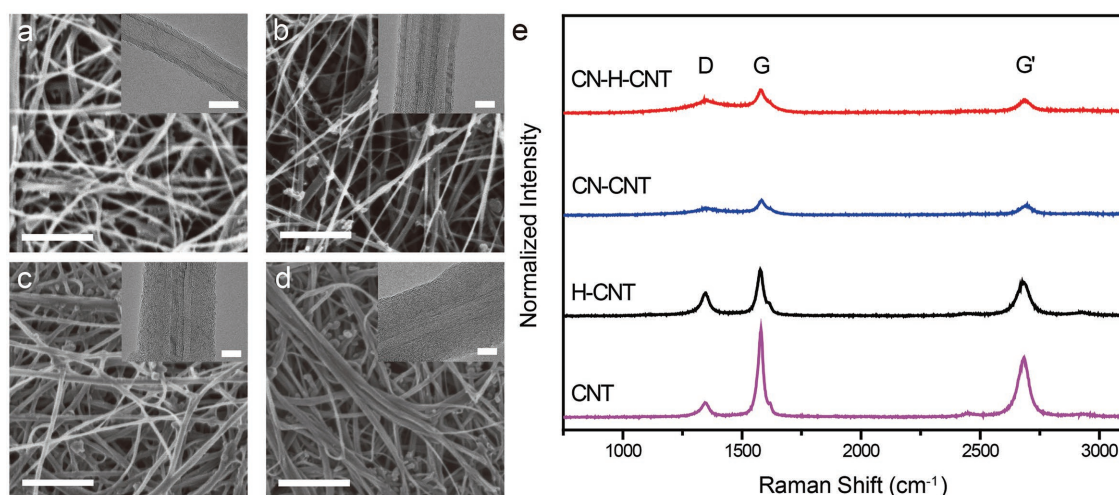 a
b
c
d
e
D
G
G'
CN-H-CNT
CN-CNT
H-CNT
CNT
Normalized Intensity
1000
1500
2000
2500
3000
Raman Shift (cm⁻¹)